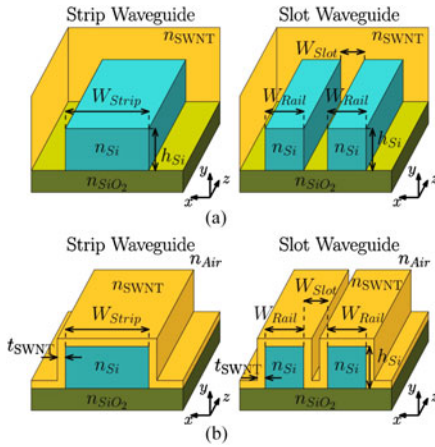 Strip Waveguide Slot Waveguide
n_SWNT n_SWNT
W_Slot
W_Strip W_Rail W_Rail
n_Si h_Si n_Si n_Si h_Si
n_SiO2 y z x n_SiO2 y z x
(a)
Strip Waveguide Slot Waveguide
n_Air n_Air
n_SWNT W_Slot n_SWNT
W_Strip W_Rail W_Rail
t_SWNT n_Si t_SWNT n_Si n_Si h_Si
n_SiO2 y z x n_SiO2 y z x
(b)